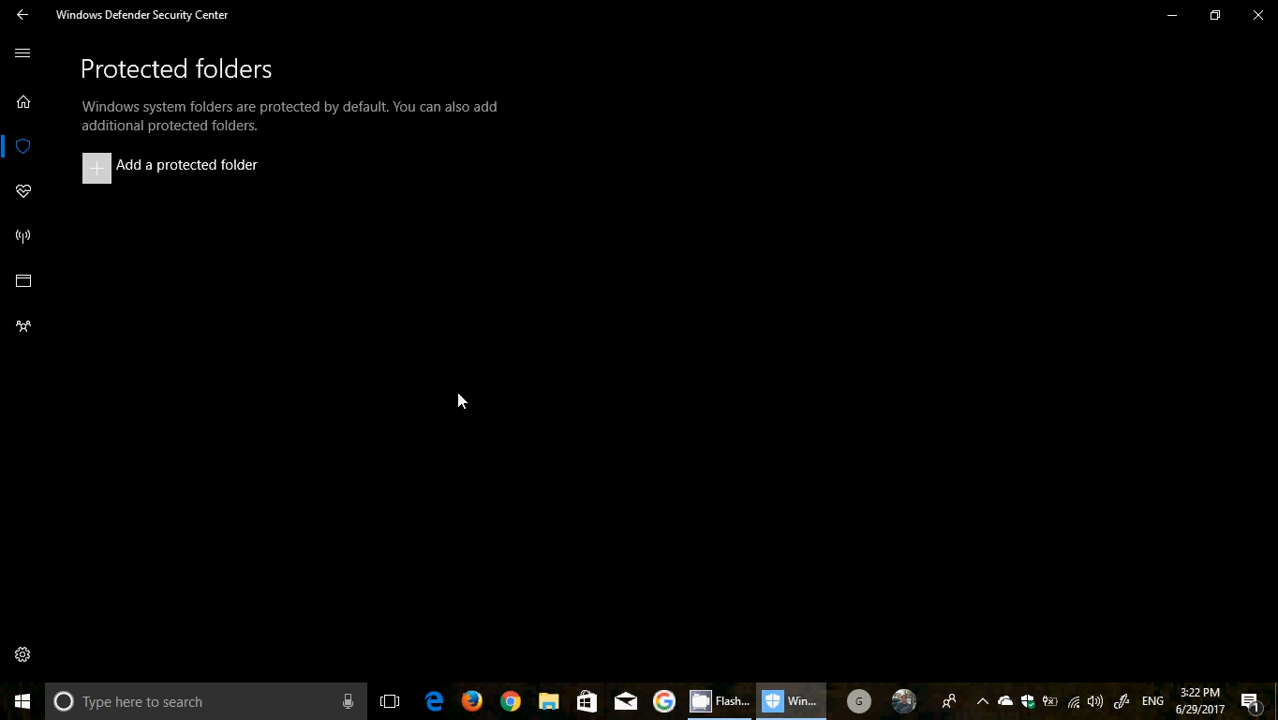 Windows Defender Security Center
Protected folders
Windows system folders are protected by default. You can also add
additional protected folders.
Add a protected folder
Type here to search
Flash...
Win...
G
ENG
3:22 PM
6/29/2017
1